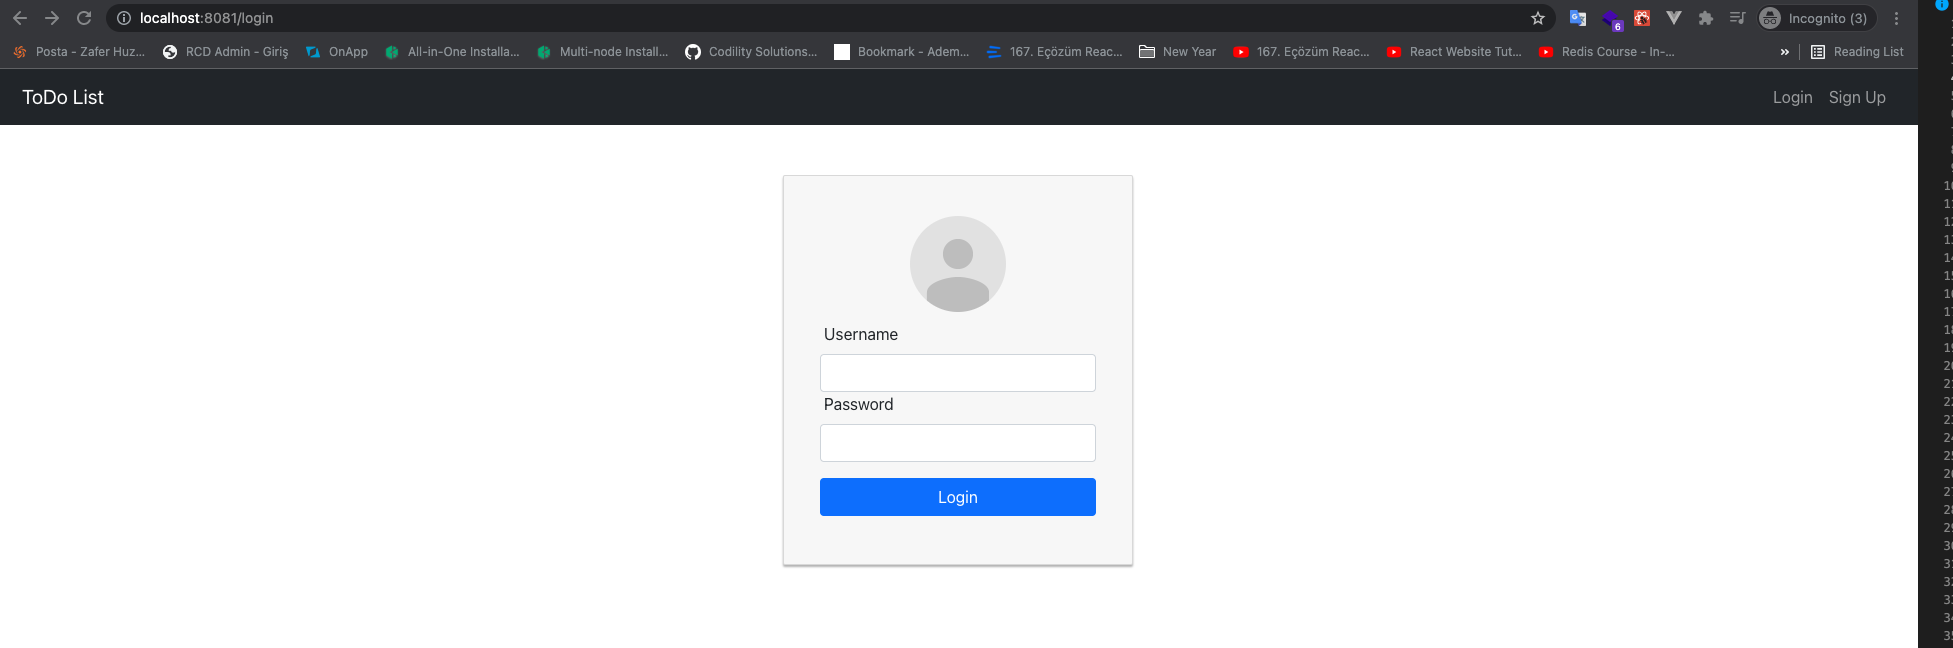 localhost:8081/login
Incognito (3)
6
Posta - Zafer Huz... RCD Admin - Giriş OnApp All-in-One Installa... Multi-node Install... Codility Solutions... Bookmark - Adem... 167. Eçözüm Reac... New Year 167. Eçözüm Reac... React Website Tut... Redis Course - In-... » Reading List
ToDo List Login Sign Up
Username
Password
Login